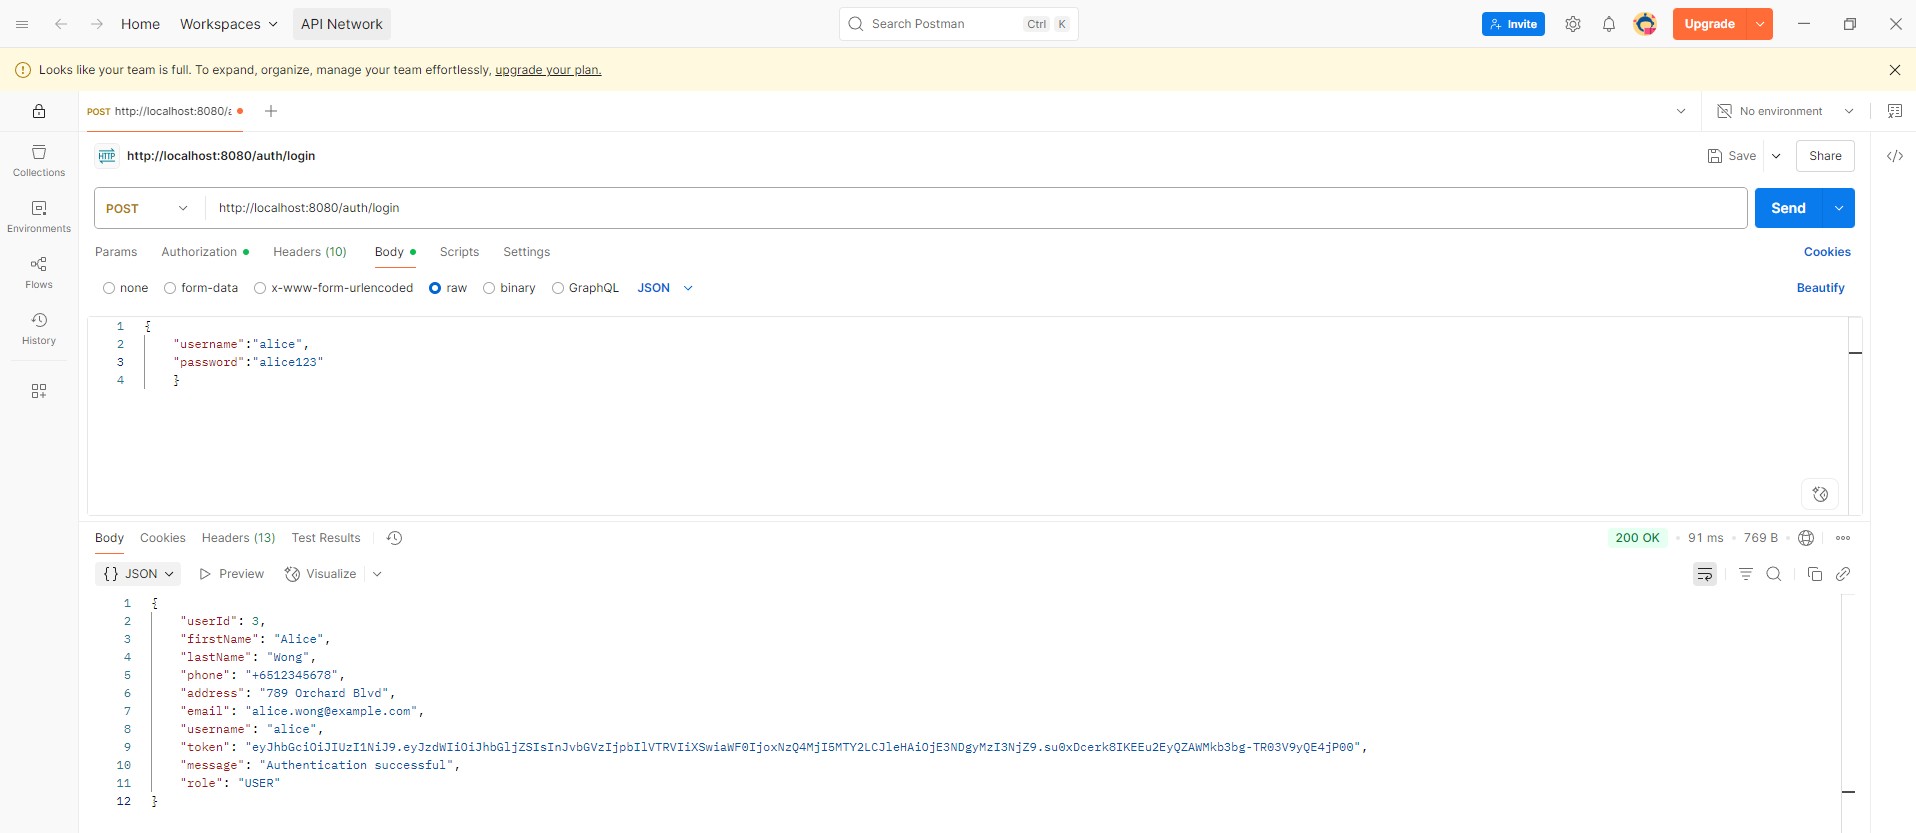 Home Workspaces API Network Search Postman Ctrl K Invite Upgrade
Looks like your team is full. To expand, organize, manage your team effortlessly, upgrade your plan.
POST http://localhost:8080/a No environment
HTTP http://localhost:8080/auth/login Save Share
Collections
POST http://localhost:8080/auth/login Send
Environments
Params Authorization Headers (10) Body Scripts Settings Cookies
Flows
none form-data x-www-form-urlencoded raw binary GraphQL JSON Beautify
History
1 {
2 "username":"alice",
3 "password":"alice123"
4 }
Body Cookies Headers (13) Test Results 200 OK 91 ms 769 B
{} JSON Preview Visualize
1 {
2 "userId": 3,
3 "firstName": "Alice",
4 "lastName": "Wong",
5 "phone": "+6512345678",
6 "address": "789 Orchard Blvd",
7 "email": "alice.wong@example.com",
8 "username": "alice",
9 "token": "eyJhbGciOiJIUzI1NiJ9.eyJzdWIiOiJhbGljZSIsInJvbGVzIjpbIlVTRVIiXSwiaWF0IjoxNzQ4MjI5MTY2LCJleHAiOjE3NDgyMzI3NjZ9.su0xDcerk8IKEEu2EyQZAWMkb3bg-TR03V9yQE4jP00",
10 "message": "Authentication successful",
11 "role": "USER"
12 }